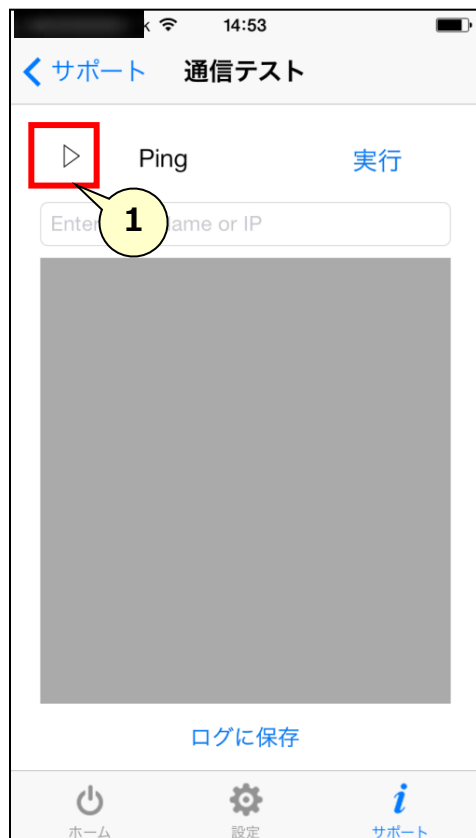 14:53
サポート 通信テスト
Ping 実行
1
Enter ame or IP
ログに保存
ホーム 設定 サポート